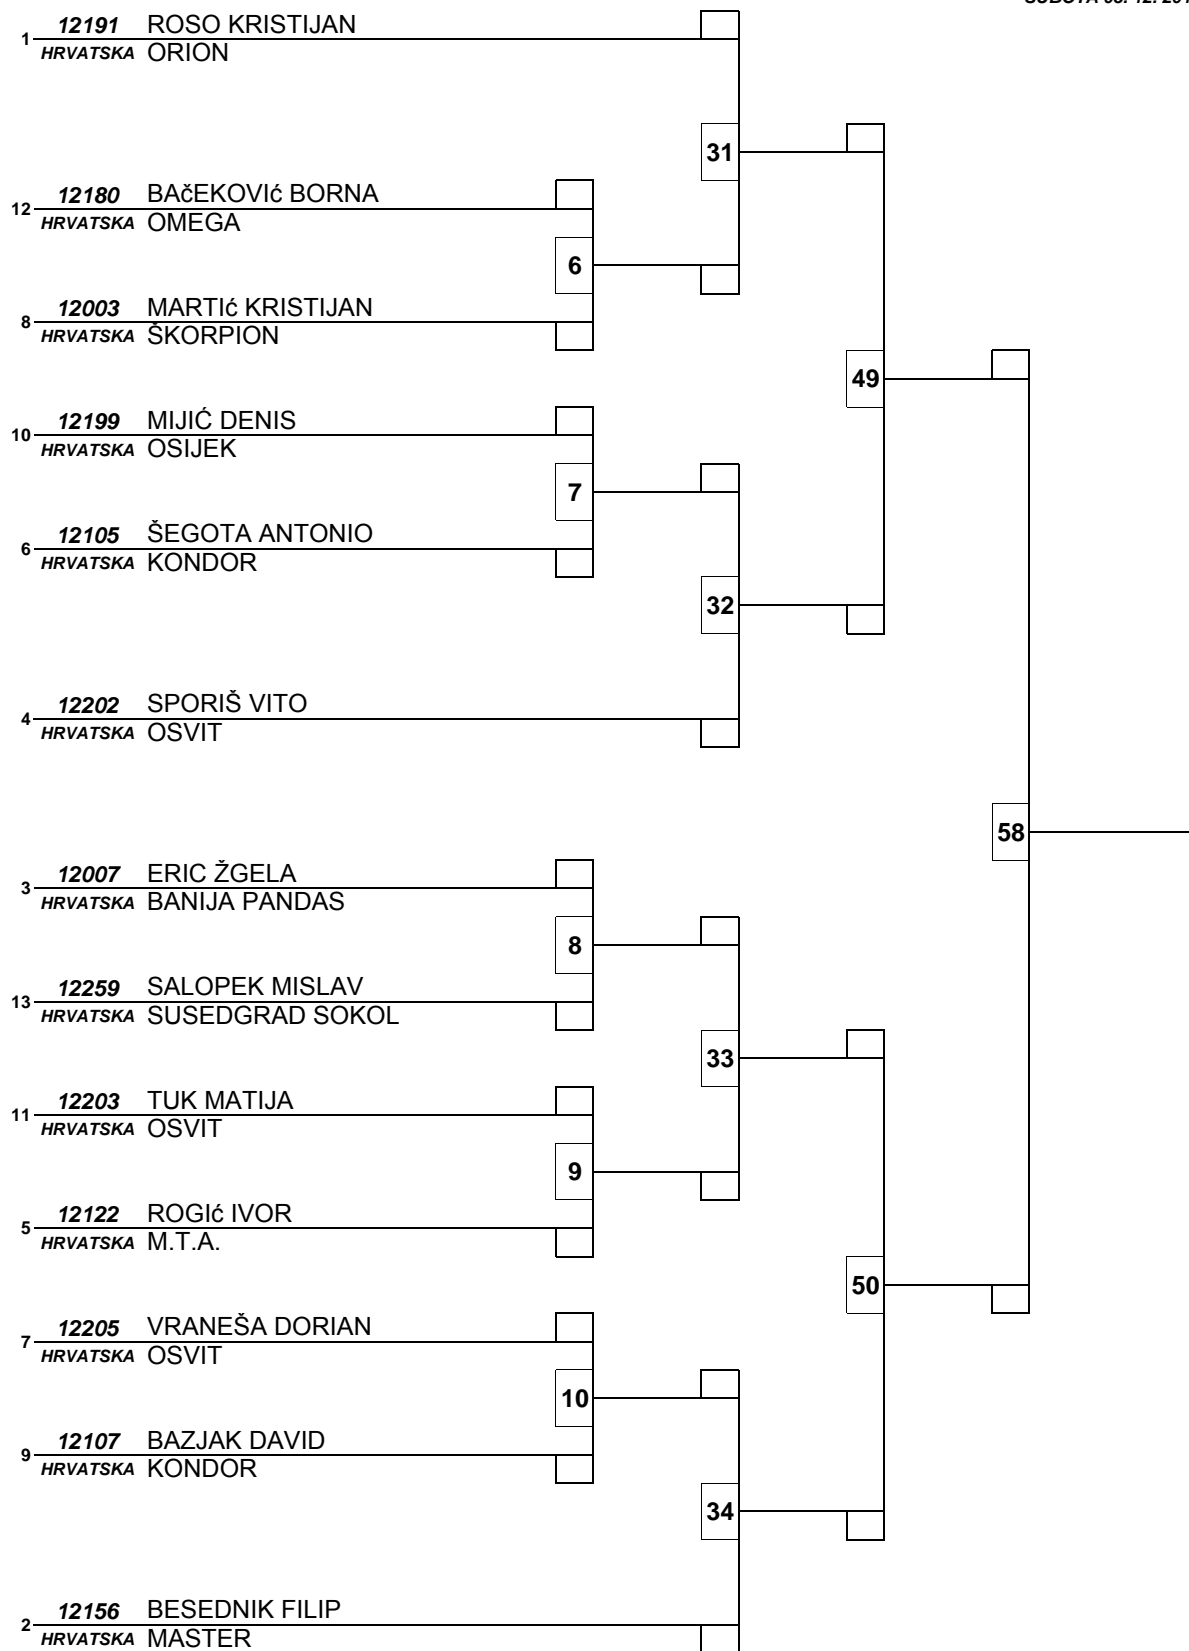 1 12191 ROSO KRISTIJAN
HRVATSKA ORION
31
12 12180 BAčEKOVIć BORNA
HRVATSKA OMEGA
6
8 12003 MARTIć KRISTIJAN
HRVATSKA ŠKORPION
49
10 12199 MIJIĆ DENIS
HRVATSKA OSIJEK
7
6 12105 ŠEGOTA ANTONIO
HRVATSKA KONDOR
32
4 12202 SPORIŠ VITO
HRVATSKA OSVIT
58
3 12007 ERIC ŽGELA
HRVATSKA BANIJA PANDAS
8
13 12259 SALOPEK MISLAV
HRVATSKA SUSEDGRAD SOKOL
33
11 12203 TUK MATIJA
HRVATSKA OSVIT
9
5 12122 ROGIć IVOR
HRVATSKA M.T.A.
50
7 12205 VRANEŠA DORIAN
HRVATSKA OSVIT
10
9 12107 BAZJAK DAVID
HRVATSKA KONDOR
34
2 12156 BESEDNIK FILIP
HRVATSKA MASTER